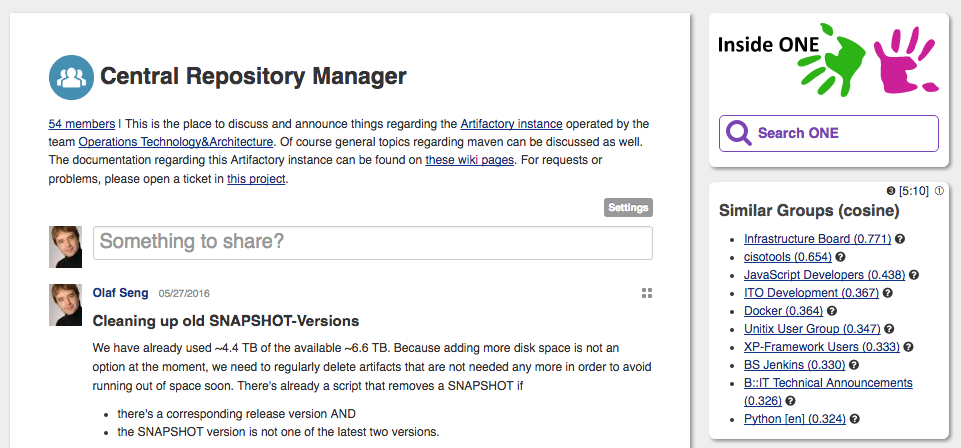 Central Repository Manager
54 members | This is the place to discuss and announce things regarding the Artifactory instance operated by the
team Operations Technology&Architecture. Of course general topics regarding maven can be discussed as well.
The documentation regarding this Artifactory instance can be found on these wiki pages. For requests or
problems, please open a ticket in this project.
Settings
Something to share?
Olaf Seng 05/27/2016
Cleaning up old SNAPSHOT-Versions
We have already used ~4.4 TB of the available ~6.6 TB. Because adding more disk space is not an
option at the moment, we need to regularly delete artifacts that are not needed any more in order to avoid
running out of space soon. There's already a script that removes a SNAPSHOT if
• there's a corresponding release version AND
• the SNAPSHOT version is not one of the latest two versions.
Inside ONE
Search ONE
❸ [5:10] ①
Similar Groups (cosine)
• Infrastructure Board (0.771) ?
• cisotools (0.654) ?
• JavaScript Developers (0.438) ?
• ITO Development (0.367) ?
• Docker (0.364) ?
• Unitix User Group (0.347) ?
• XP-Framework Users (0.333) ?
• BS Jenkins (0.330) ?
• B::IT Technical Announcements
(0.326) ?
• Python [en] (0.324) ?